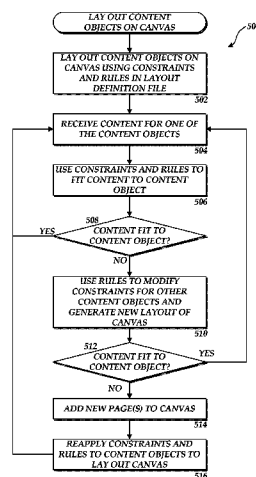 LAY OUT CONTENT
OBJECTS ON CANVAS
50
LAY OUT CONTENT OBJECTS ON
CANVAS USING CONSTRAINTS
AND RULES IN LAYOUT
DEFINITION FILE
502
RECEIVE CONTENT FOR ONE OF
THE CONTENT OBJECTS
504
USE CONSTRAINTS AND RULES TO
FIT CONTENT TO CONTENT
OBJECT
506
508
YES
CONTENT FIT TO
CONTENT OBJECT?
NO
USE RULES TO MODIFY
CONSTRAINTS FOR OTHER
CONTENT OBJECTS AND
GENERATE NEW LAYOUT OF
CANVAS
510
512
YES
CONTENT FIT TO
CONTENT OBJECT?
NO
ADD NEW PAGE(S) TO CANVAS
514
REAPPLY CONSTRAINTS AND
RULES TO CONTENT OBJECTS TO
LAY OUT CANVAS
516